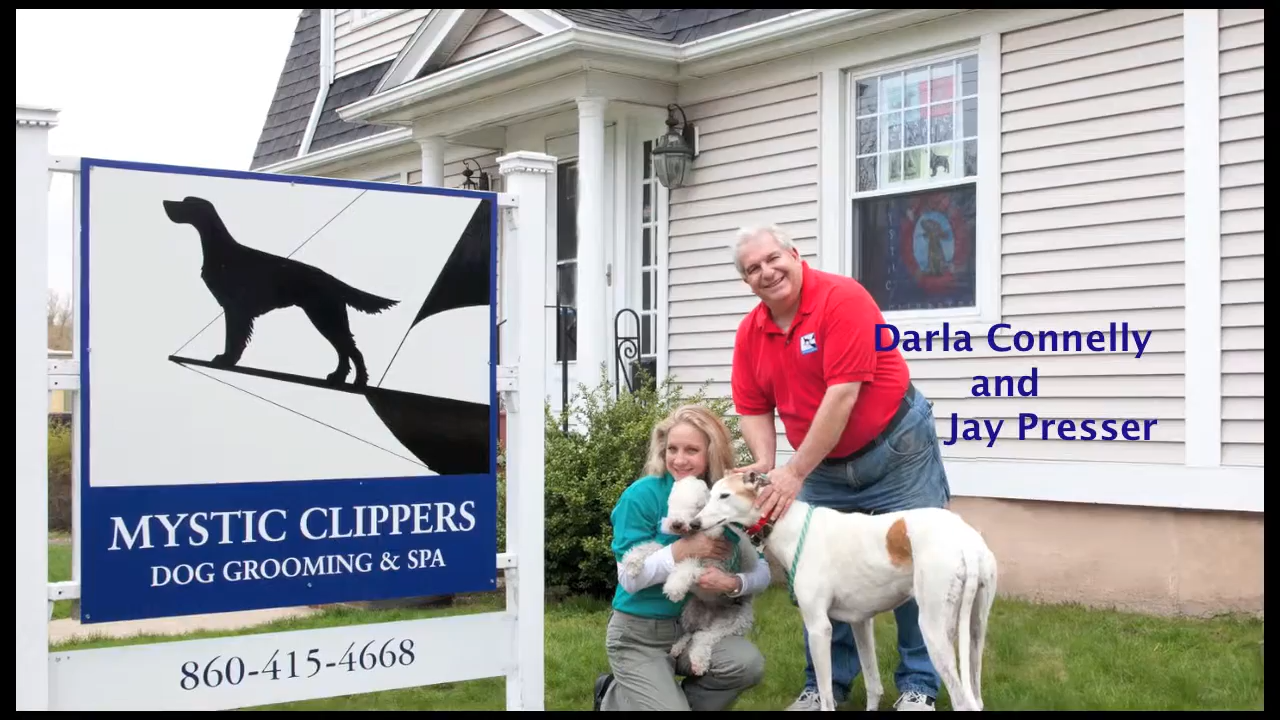 MYSTIC CLIPPERS
DOG GROOMING & SPA
860-415-4668
Darla Connelly
and
Jay Presser